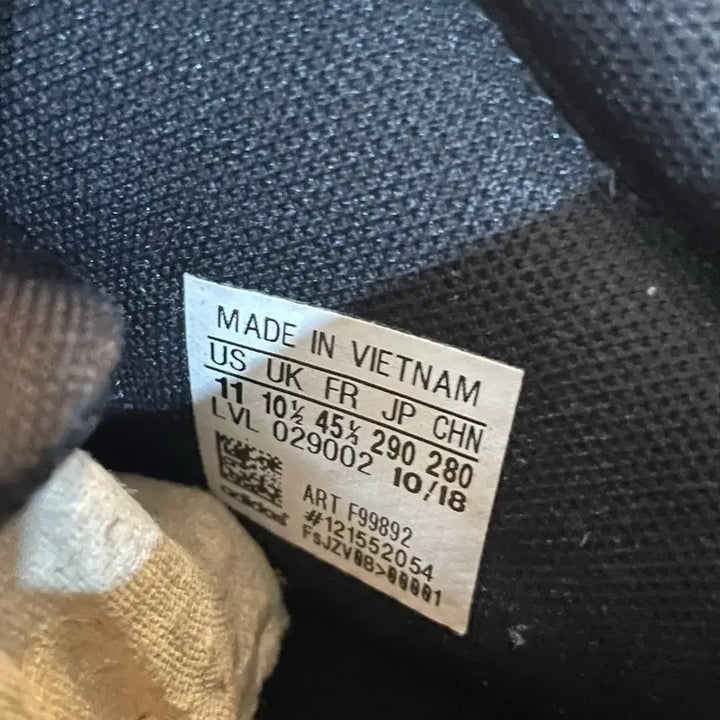 MADE IN VIETNAM
US UK FR JP CHN
11 10½ 45⅓ 290 280
LVL 029002 10/18
ART F99892
#121552054
FsJZV0B>00001
adidas